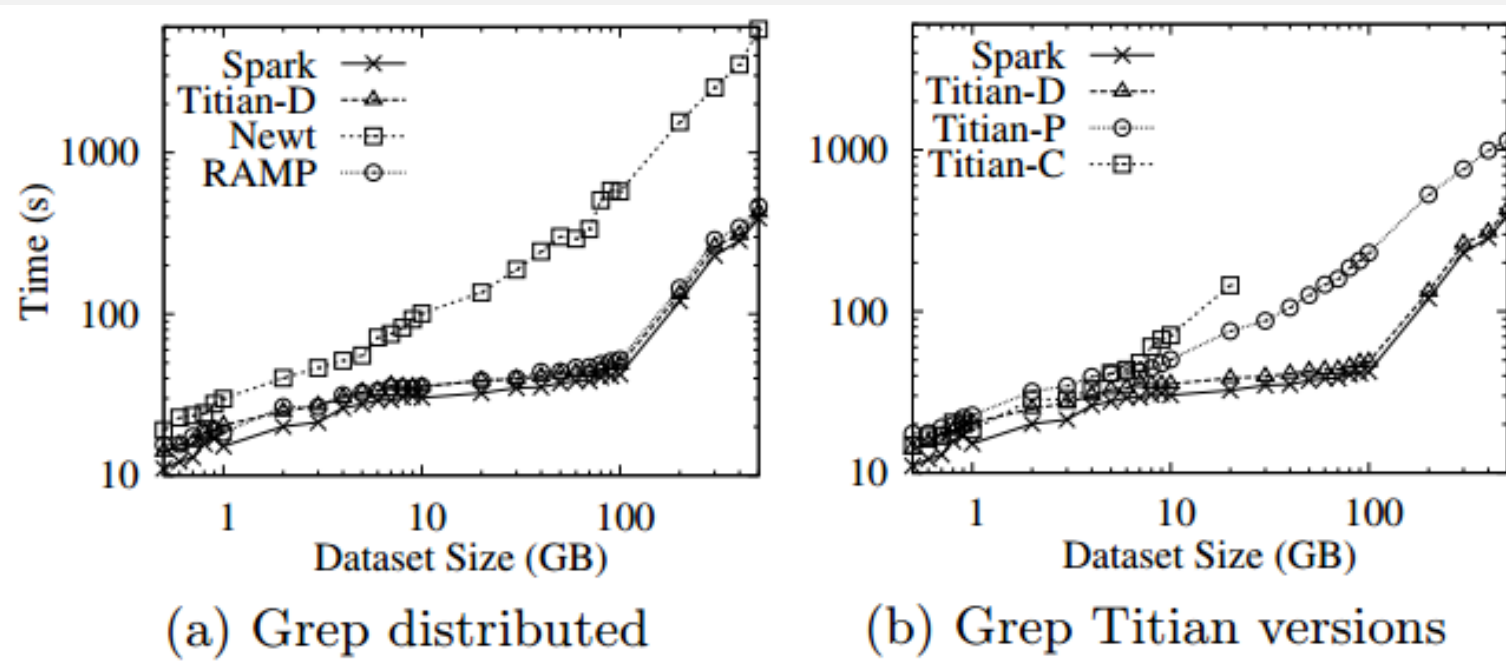 Spark
Titian-D
Newt
RAMP
1000
100
10
Time (s)
1
10
100
Dataset Size (GB)
(a) Grep distributed
Spark
Titian-D
Titian-P
Titian-C
1000
100
10
1
10
100
Dataset Size (GB)
(b) Grep Titian versions